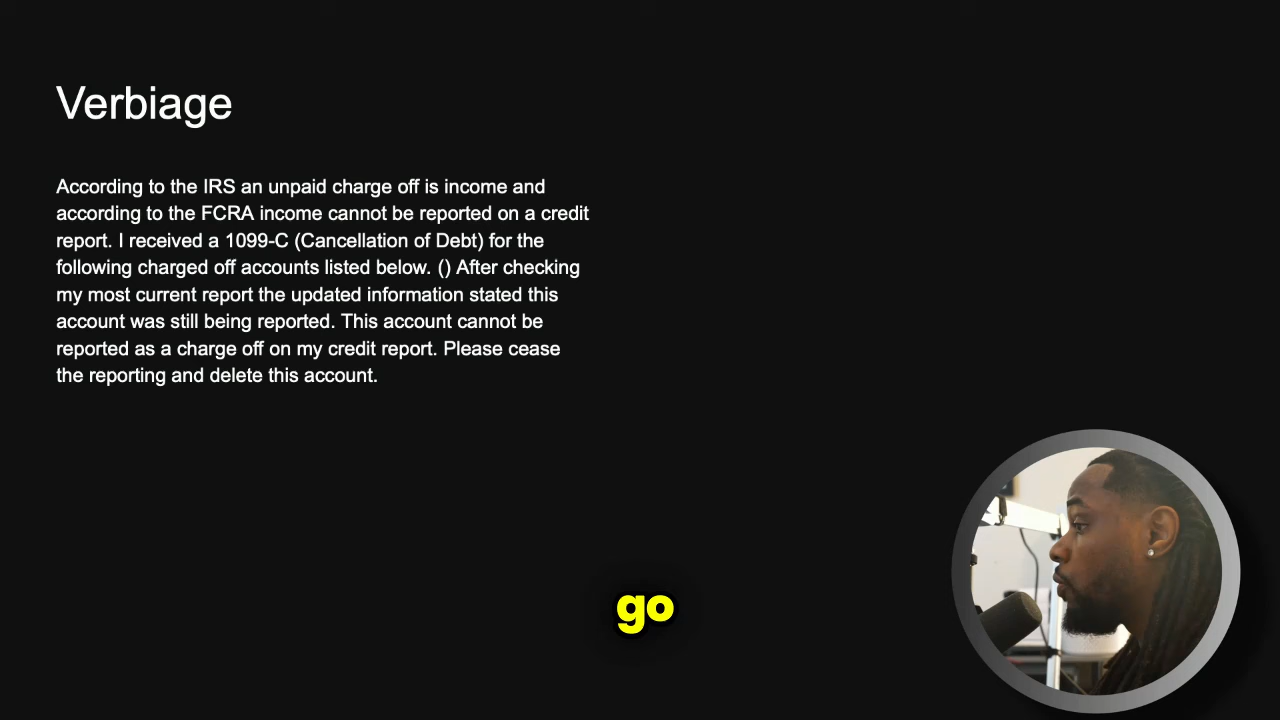 Verbiage
According to the IRS an unpaid charge off is income and
according to the FCRA income cannot be reported on a credit
report. I received a 1099-C (Cancellation of Debt) for the
following charged off accounts listed below. () After checking
my most current report the updated information stated this
account was still being reported. This account cannot be
reported as a charge off on my credit report. Please cease
the reporting and delete this account.
go